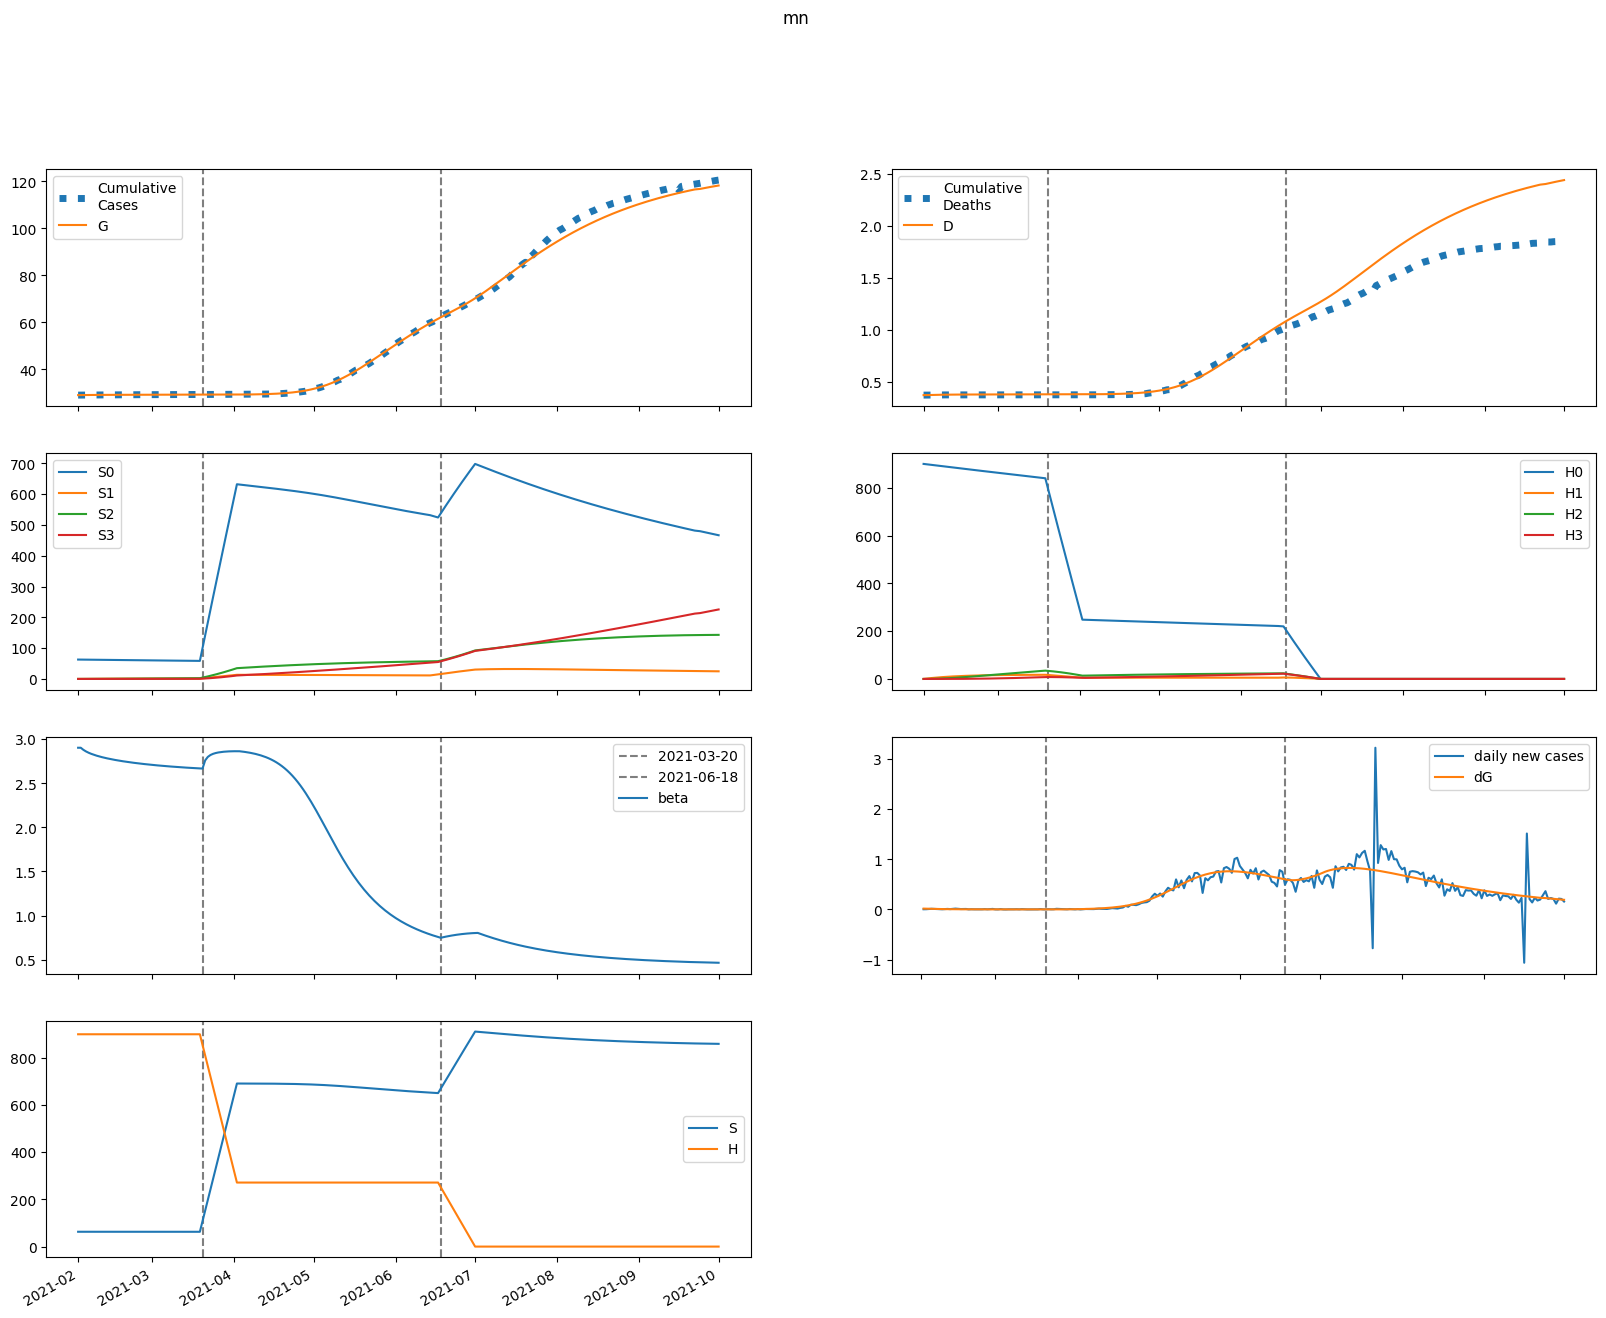 mn
120
100
80
60
40
Cumulative
Cases
G
2.5
2.0
1.5
1.0
0.5
Cumulative
Deaths
D
700
600
500
400
300
200
100
0
S0
S1
S2
S3
800
600
400
200
0
H0
H1
H2
H3
3.0
2.5
2.0
1.5
1.0
0.5
2021-03-20
2021-06-18
beta
3
2
1
0
−1
daily new cases
dG
800
600
400
200
0
S
H
2021-02
2021-03
2021-04
2021-05
2021-06
2021-07
2021-08
2021-09
2021-10